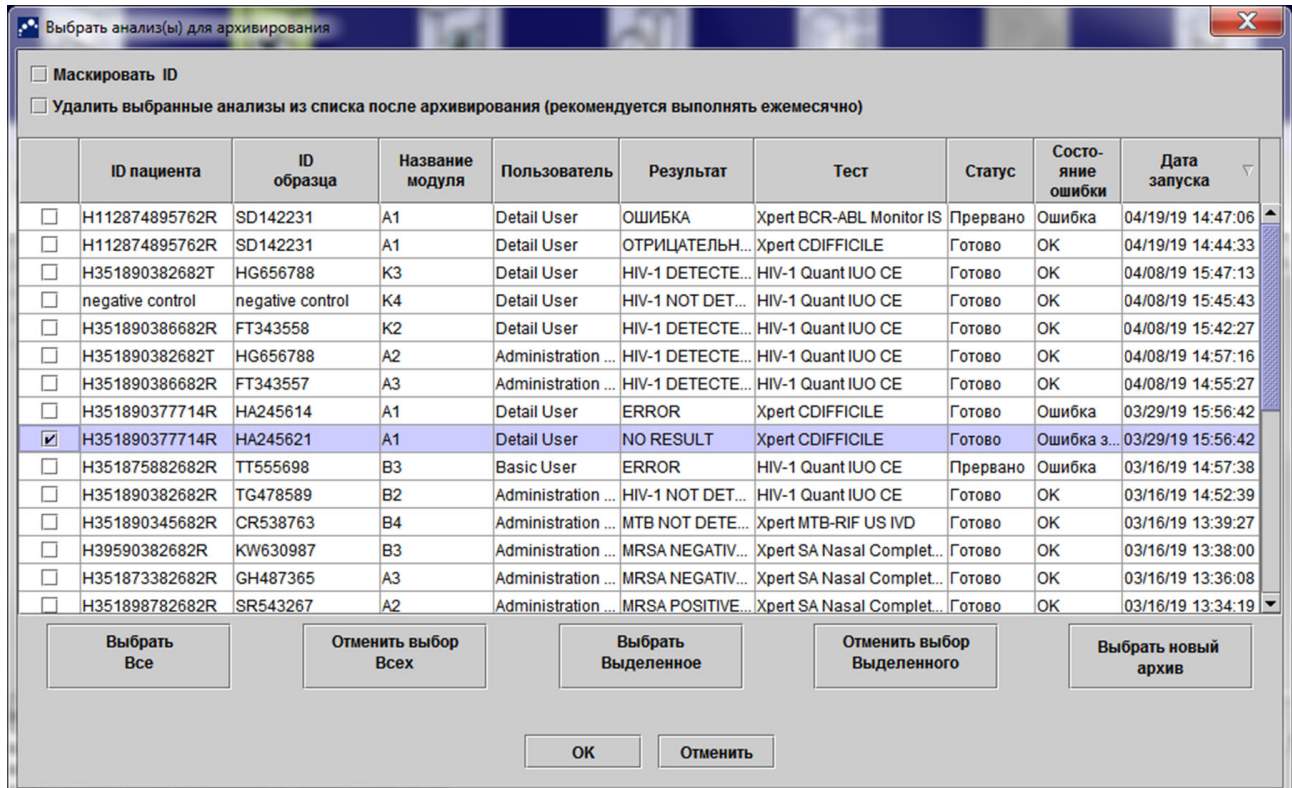 Выбрать анализ(ы) для архивирования
Маскировать ID
Удалить выбранные анализы из списка после архивирования (рекомендуется выполнять ежемесячно)
ID пациента ID образца Название модуля Пользователь Результат Тест Статус Состо-яние ошибки Дата запуска
H112874895762R SD142231 A1 Detail User ОШИБКА Xpert BCR-ABL Monitor IS Прервано Ошибка 04/19/19 14:47:06
H112874895762R SD142231 A1 Detail User ОТРИЦАТЕЛЬН... Xpert CDIFFICILE Готово OK 04/19/19 14:44:33
H351890382682T HG656788 K3 Detail User HIV-1 DETECTE... HIV-1 Quant IUO CE Готово OK 04/08/19 15:47:13
negative control negative control K4 Detail User HIV-1 NOT DET... HIV-1 Quant IUO CE Готово OK 04/08/19 15:45:43
H351890386682R FT343558 K2 Detail User HIV-1 DETECTE... HIV-1 Quant IUO CE Готово OK 04/08/19 15:42:27
H351890382682T HG656788 A2 Administration ... HIV-1 DETECTE... HIV-1 Quant IUO CE Готово OK 04/08/19 14:57:16
H351890386682R FT343557 A3 Administration ... HIV-1 DETECTE... HIV-1 Quant IUO CE Готово OK 04/08/19 14:55:27
H351890377714R HA245614 A1 Detail User ERROR Xpert CDIFFICILE Готово Ошибка 03/29/19 15:56:42
H351890377714R HA245621 A1 Detail User NO RESULT Xpert CDIFFICILE Готово Ошибка з... 03/29/19 15:56:42
H351875882682R TT555698 B3 Basic User ERROR HIV-1 Quant IUO CE Прервано Ошибка 03/16/19 14:57:38
H351890382682R TG478589 B2 Administration ... HIV-1 NOT DET... HIV-1 Quant IUO CE Готово OK 03/16/19 14:52:39
H351890345682R CR538763 B4 Administration ... MTB NOT DETE... Xpert MTB-RIF US IVD Готово OK 03/16/19 13:39:27
H39590382682R KW630987 B3 Administration ... MRSA NEGATIV... Xpert SA Nasal Complet... Готово OK 03/16/19 13:38:00
H351873382682R GH487365 A3 Administration ... MRSA NEGATIV... Xpert SA Nasal Complet... Готово OK 03/16/19 13:36:08
H351898782682R SR543267 A2 Administration ... MRSA POSITIVE... Xpert SA Nasal Complet... Готово OK 03/16/19 13:34:19
Выбрать Все
Отменить выбор Всех
Выбрать Выделенное
Отменить выбор Выделенного
Выбрать новый архив
OK Отменить